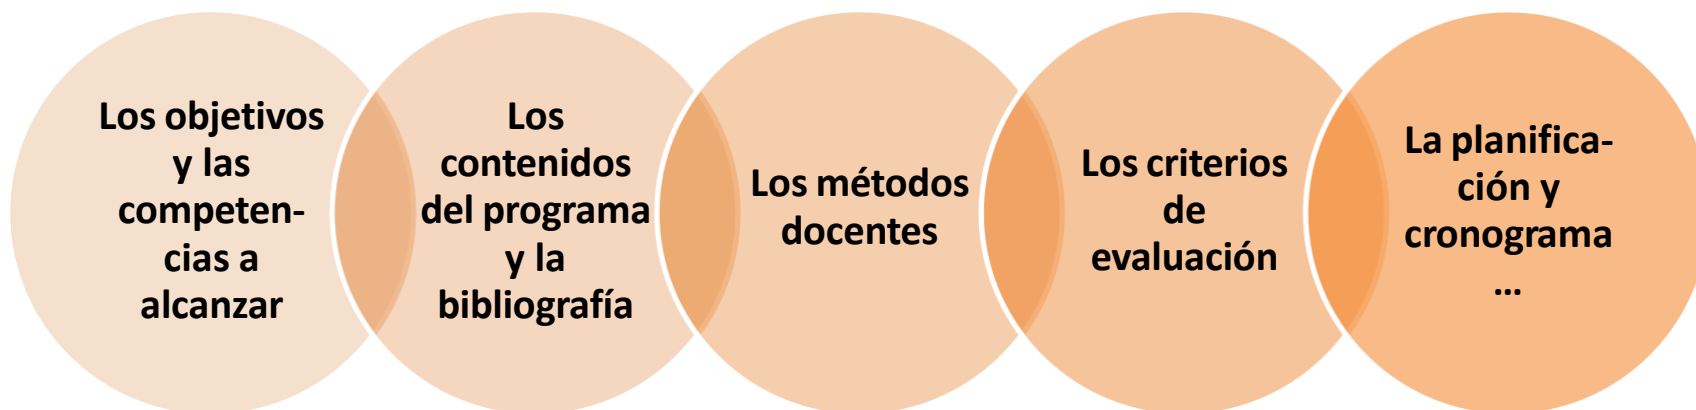 Los objetivos
y las
competen-
cias a
alcanzar
Los
contenidos
del programa
y la
bibliografía
Los métodos
docentes
Los criterios
de
evaluación
La planifica-
ción y
cronograma
...